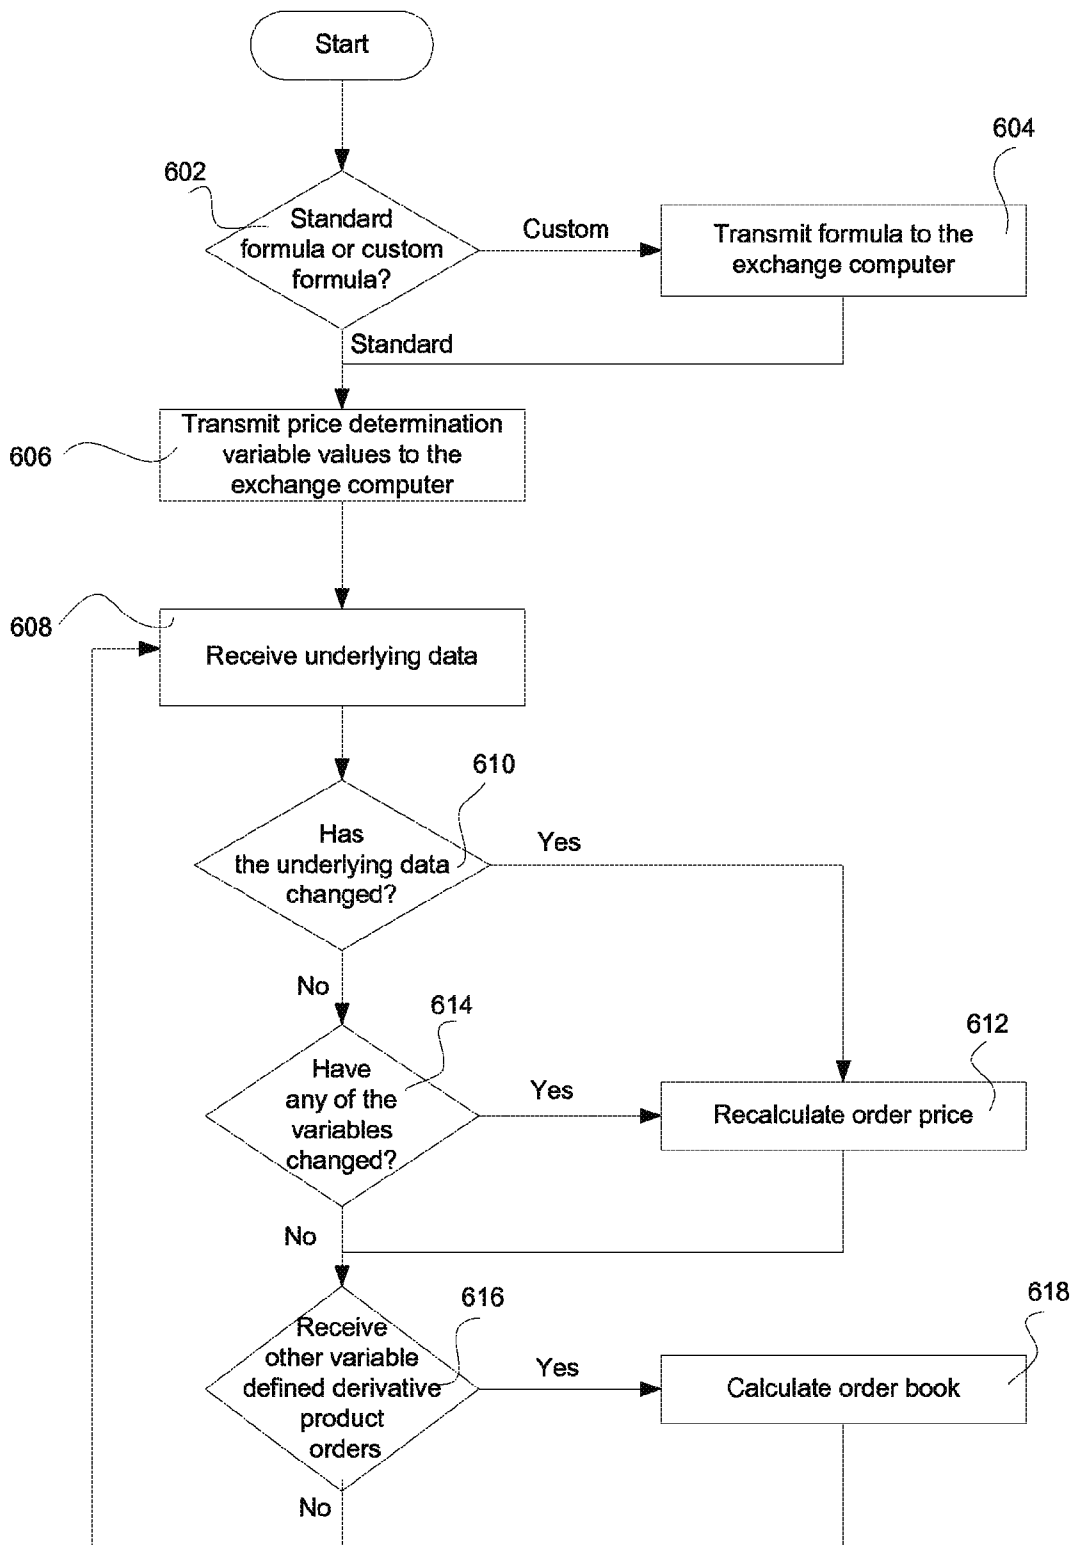 Start
604
602
Standard
formula or custom
formula?
Custom
Transmit formula to the
exchange computer
Standard
Transmit price determination
variable values to the
exchange computer
606
608
Receive underlying data
610
Has
the underlying data
changed?
Yes
No
614
612
Have
any of the
variables
changed?
Yes
Recalculate order price
No
616
618
Receive
other variable
defined derivative
product
orders
Yes
Calculate order book
No